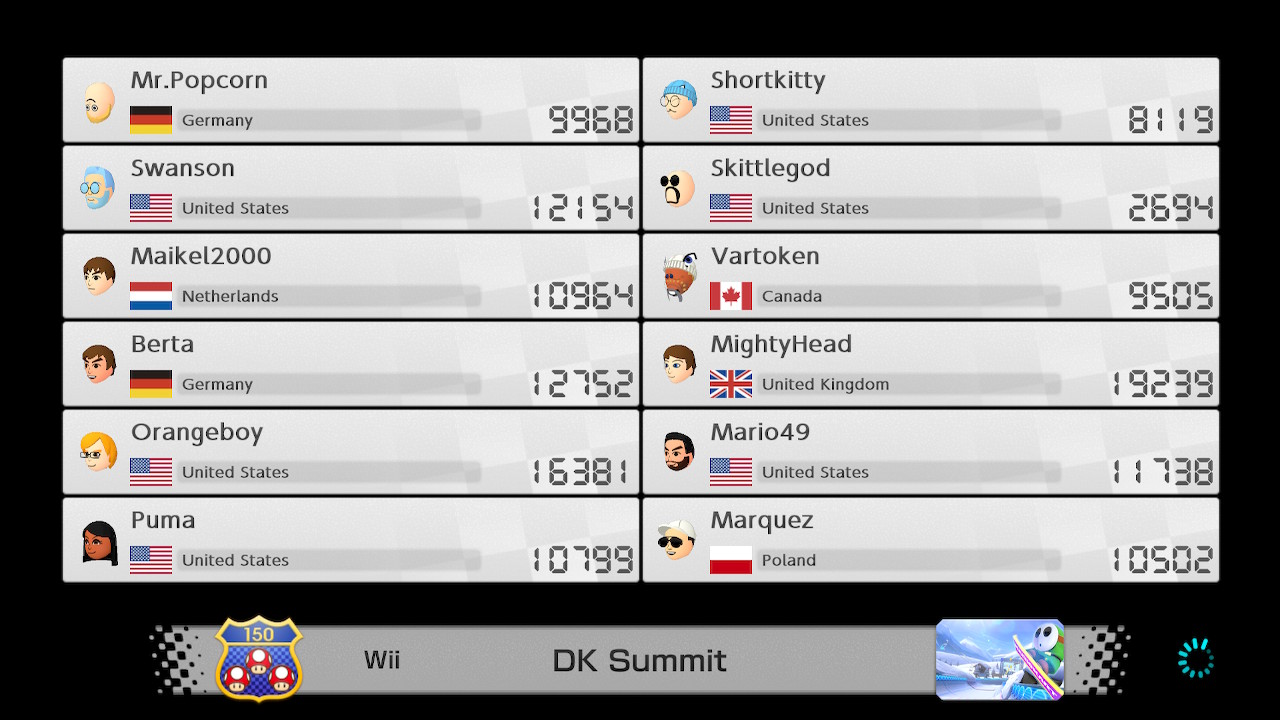 Mr.Popcorn
Germany
9968
Shortkitty
United States
8119
Swanson
United States
12154
Skittlegod
United States
2694
Maikel2000
Netherlands
10964
Vartoken
Canada
9505
Berta
Germany
12752
MightyHead
United Kingdom
19239
Orangeboy
United States
16381
Mario49
United States
11738
Puma
United States
10799
Marquez
Poland
10502
150
Wii DK Summit